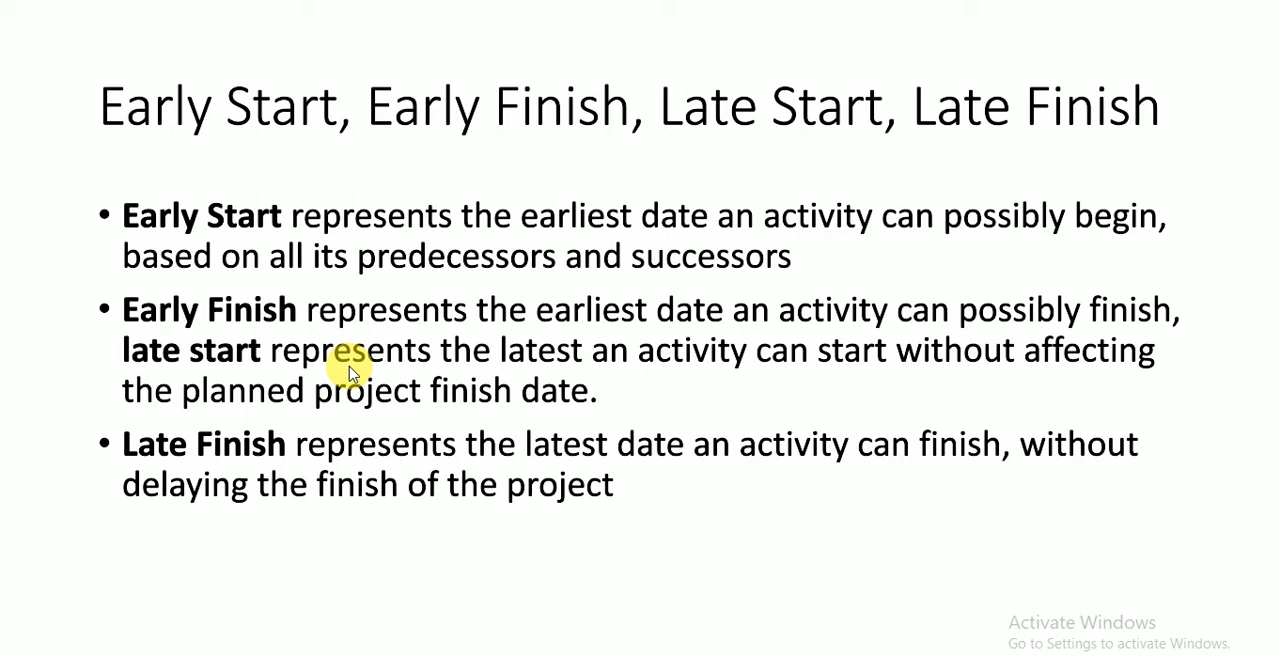 Early Start, Early Finish, Late Start, Late Finish
• Early Start represents the earliest date an activity can possibly begin,
based on all its predecessors and successors
• Early Finish represents the earliest date an activity can possibly finish,
late start represents the latest an activity can start without affecting
the planned project finish date.
• Late Finish represents the latest date an activity can finish, without
delaying the finish of the project
Activate Windows
Go to Settings to activate Windows.